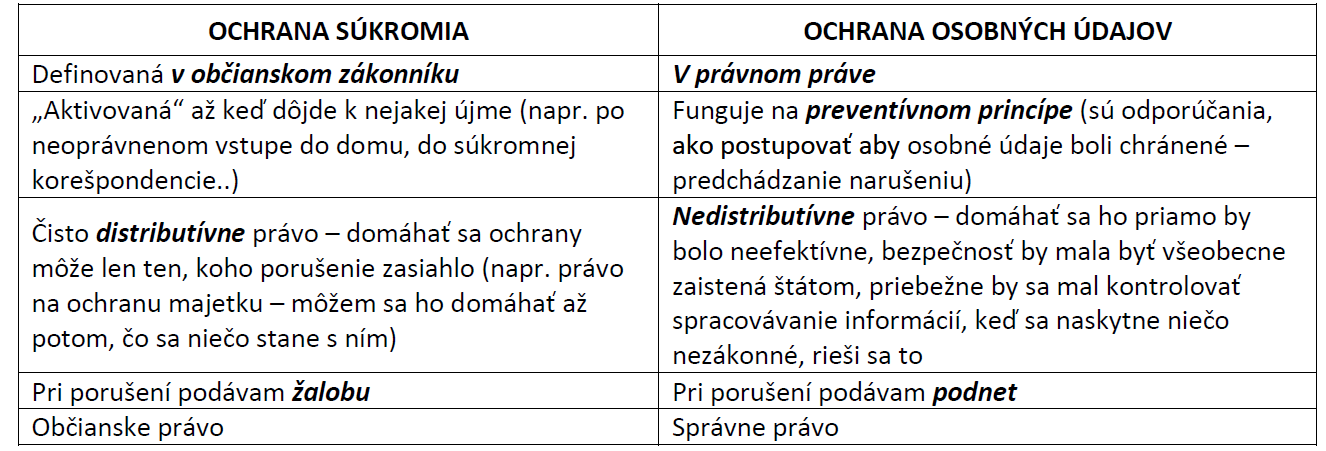 OCHRANA SÚKROMIA
OCHRANA OSOBNÝCH ÚDAJOV
Definovaná v občianskom zákonníku
V právnom práve
„Aktivovaná“ až keď dôjde k nejakej újme (napr. po
neoprávnenom vstupe do domu, do súkromnej
korešpondencie..)
Funguje na preventívnom princípe (sú odporúčania,
ako postupovať aby osobné údaje boli chránené –
predchádzanie narušeniu)
Čisto distributívne právo – domáhať sa ochrany
môže len ten, koho porušenie zasiahlo (napr. právo
na ochranu majetku – môžem sa ho domáhať až
potom, čo sa niečo stane s ním)
Nedistributívne právo – domáhať sa ho priamo by
bolo neefektívne, bezpečnosť by mala byť všeobecne
zaistená štátom, priebežne by sa mal kontrolovať
spracovávanie informácií, keď sa naskytne niečo
nezákonné, rieši sa to
Pri porušení podávam žalobu
Pri porušení podávam podnet
Občianske právo
Správne právo